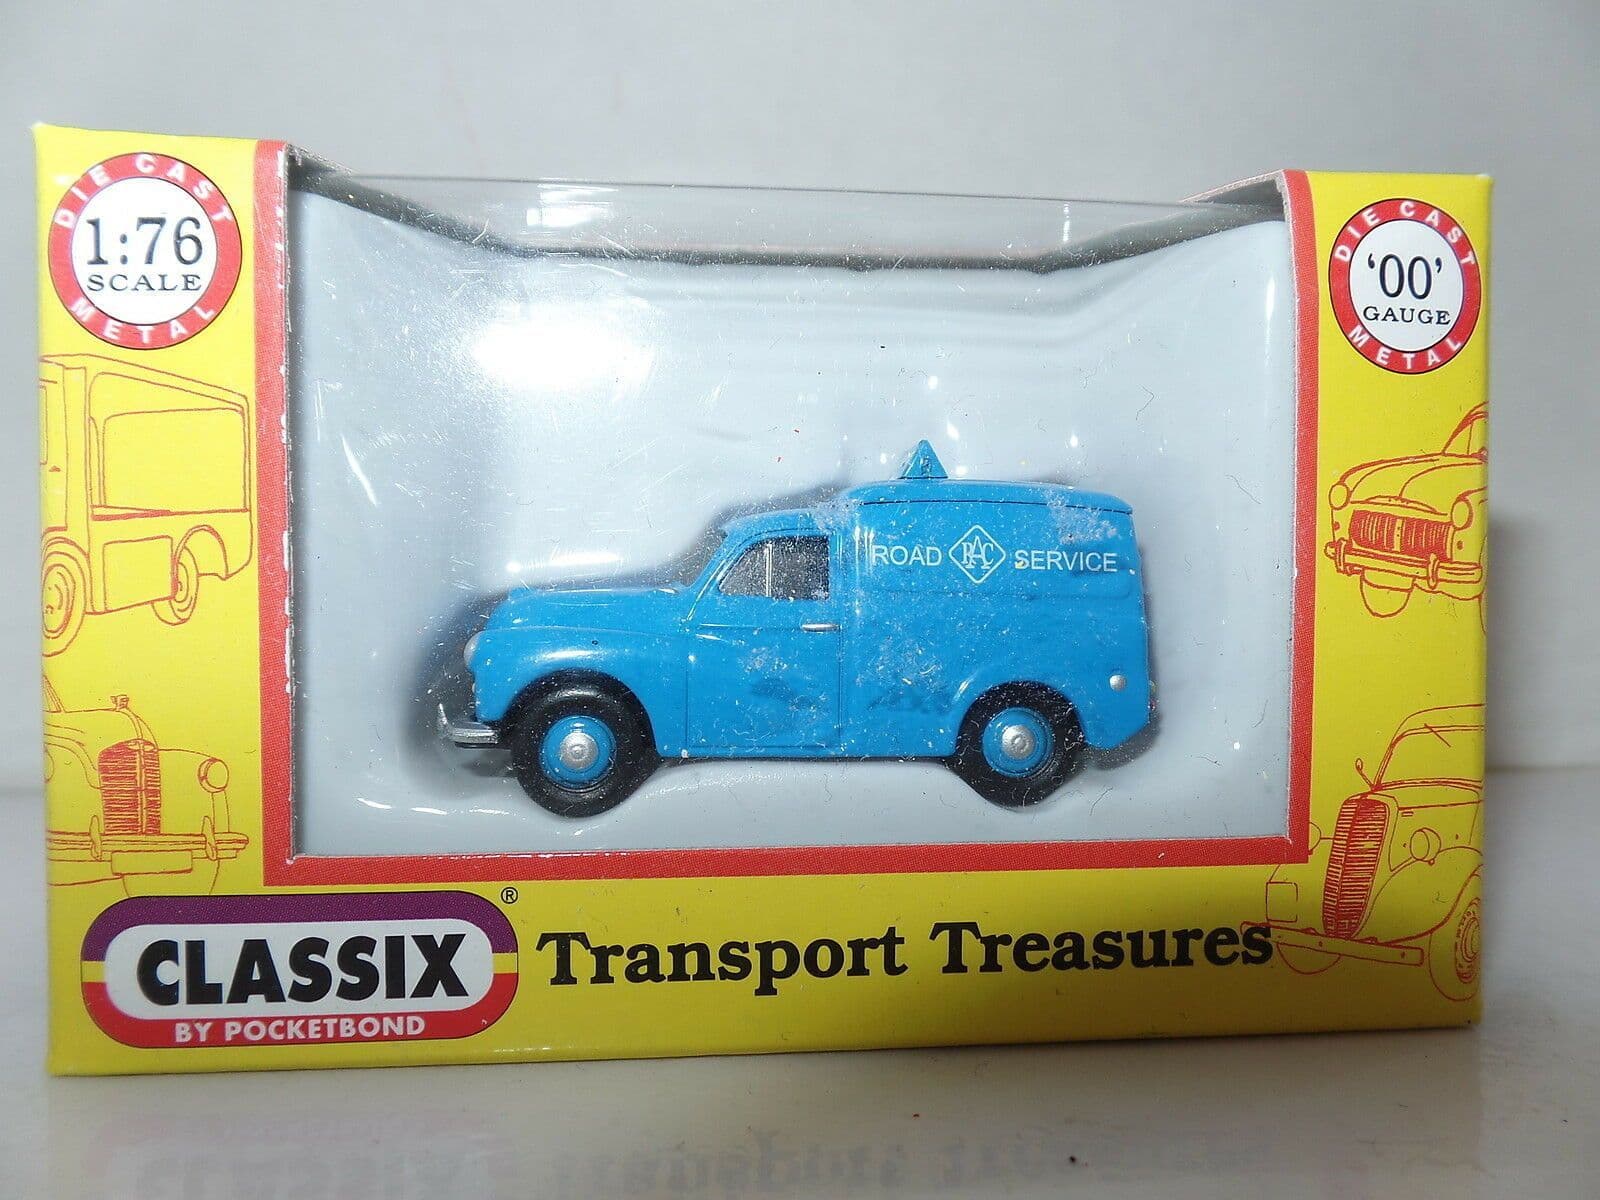 DIE CAST
1:76
SCALE
METAL
DIE CAST
'00'
GAUGE
METAL
ROAD RAC SERVICE
CLASSIX®
BY POCKETBOND
Transport Treasures